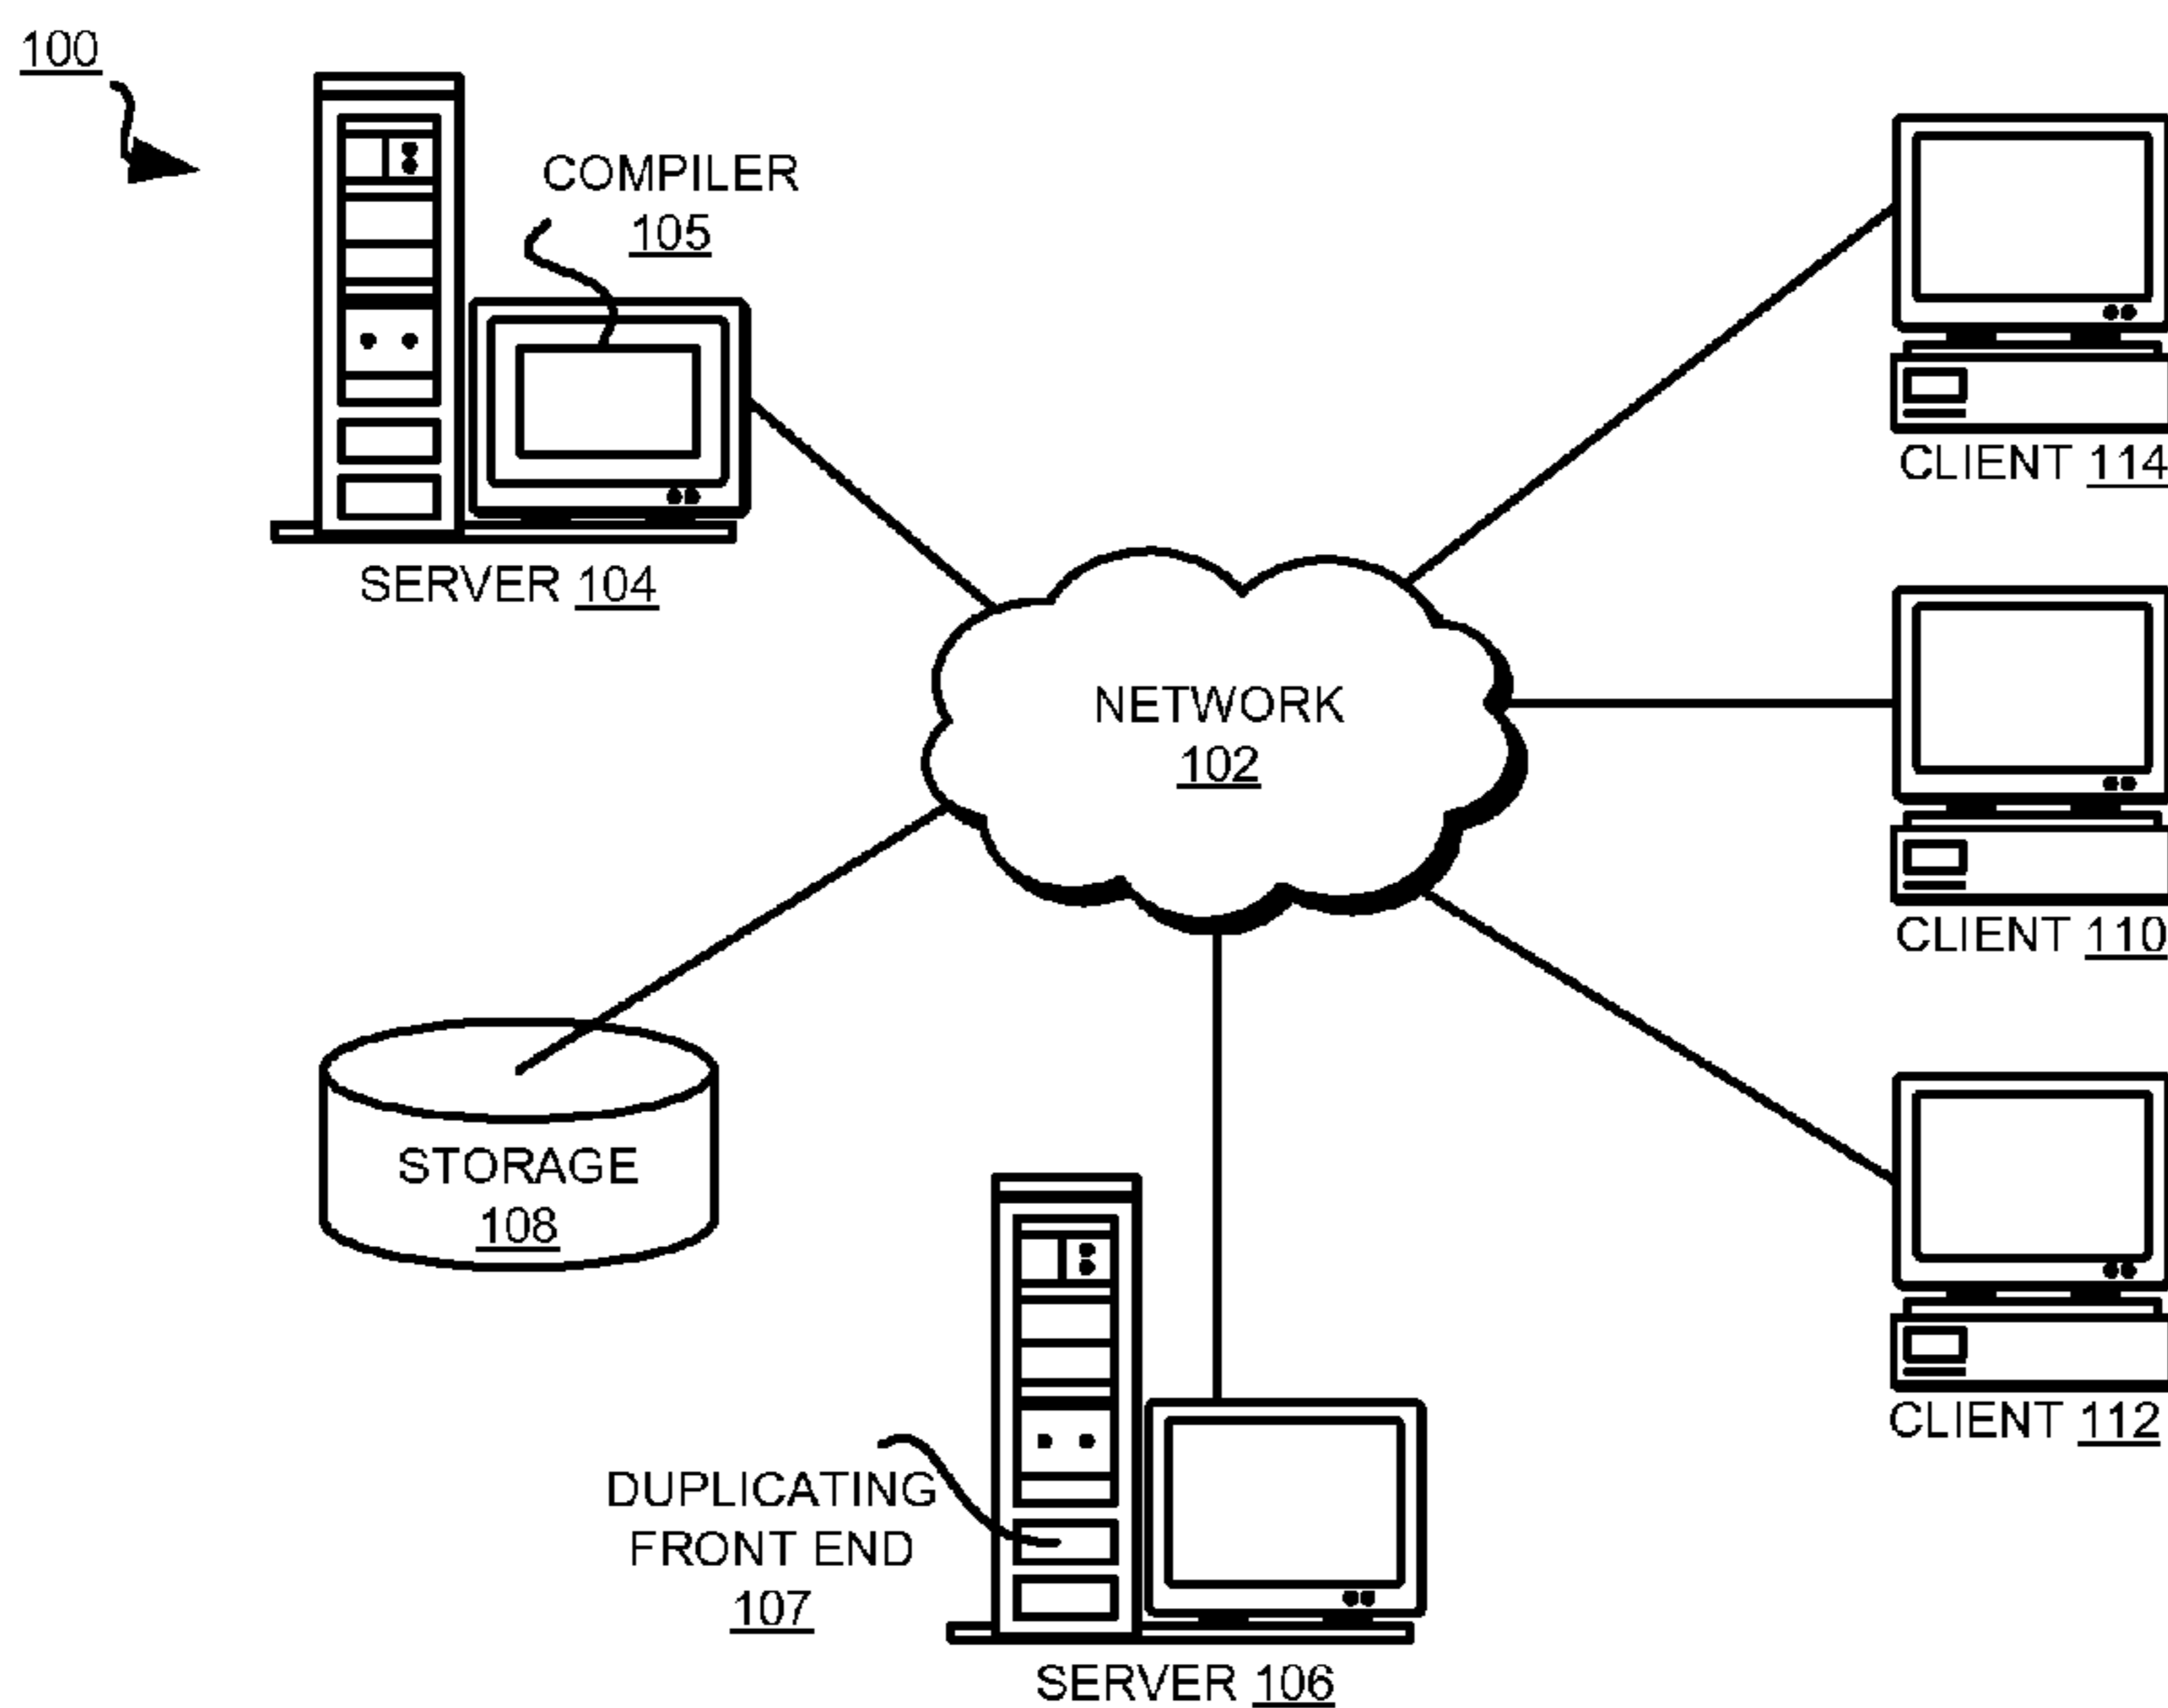 100
COMPILER
105
SERVER 104
CLIENT 114
NETWORK
102
CLIENT 110
STORAGE
108
CLIENT 112
DUPLICATING
FRONT END
107
SERVER 106